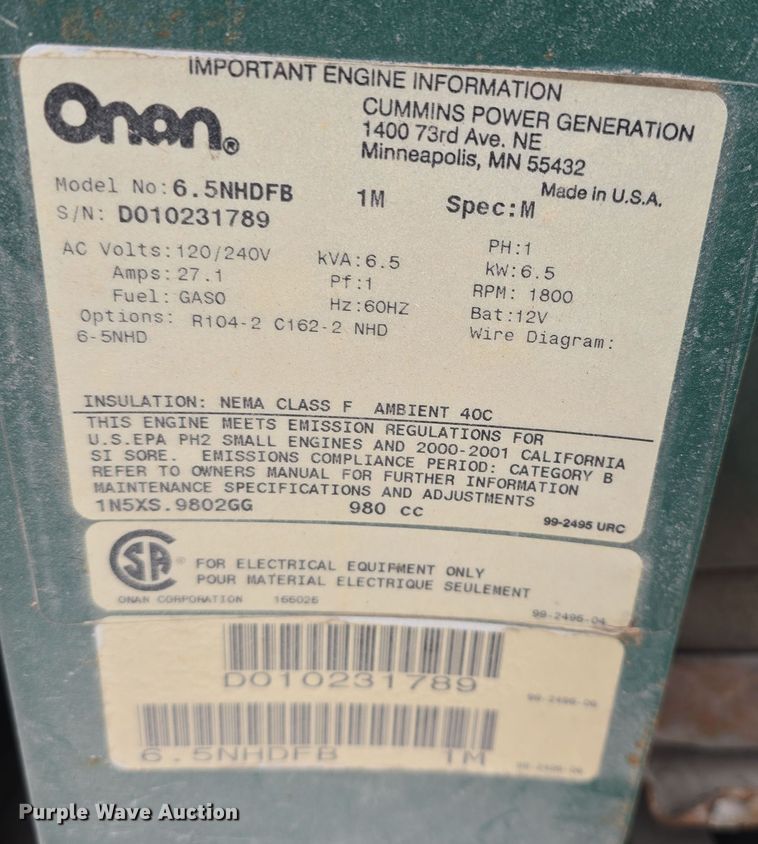 IMPORTANT ENGINE INFORMATION
Onan®
CUMMINS POWER GENERATION
1400 73rd Ave. NE
Minneapolis, MN 55432
Made in U.S.A.
Model No: 6.5NHDFB 1M Spec: M
S/N: D010231789
AC Volts: 120/240V kVA: 6.5 PH: 1
Amps: 27.1 Pf: 1 kW: 6.5
Fuel: GASO Hz: 60HZ RPM: 1800
Bat: 12V
Options: R104-2 C162-2 NHD Wire Diagram:
6-5NHD
INSULATION: NEMA CLASS F AMBIENT 40C
THIS ENGINE MEETS EMISSION REGULATIONS FOR
U.S.EPA PH2 SMALL ENGINES AND 2000-2001 CALIFORNIA
SI SORE. EMISSIONS COMPLIANCE PERIOD: CATEGORY B
REFER TO OWNERS MANUAL FOR FURTHER INFORMATION
MAINTENANCE SPECIFICATIONS AND ADJUSTMENTS
1N5XS.9802GG 980 cc
99-2495 URC
SA ® FOR ELECTRICAL EQUIPMENT ONLY
POUR MATERIAL ELECTRIQUE SEULEMENT
ONAN CORPORATION 166026
99-2496-04
D010231789
6.5NHDFB 1M
Purple Wave Auction